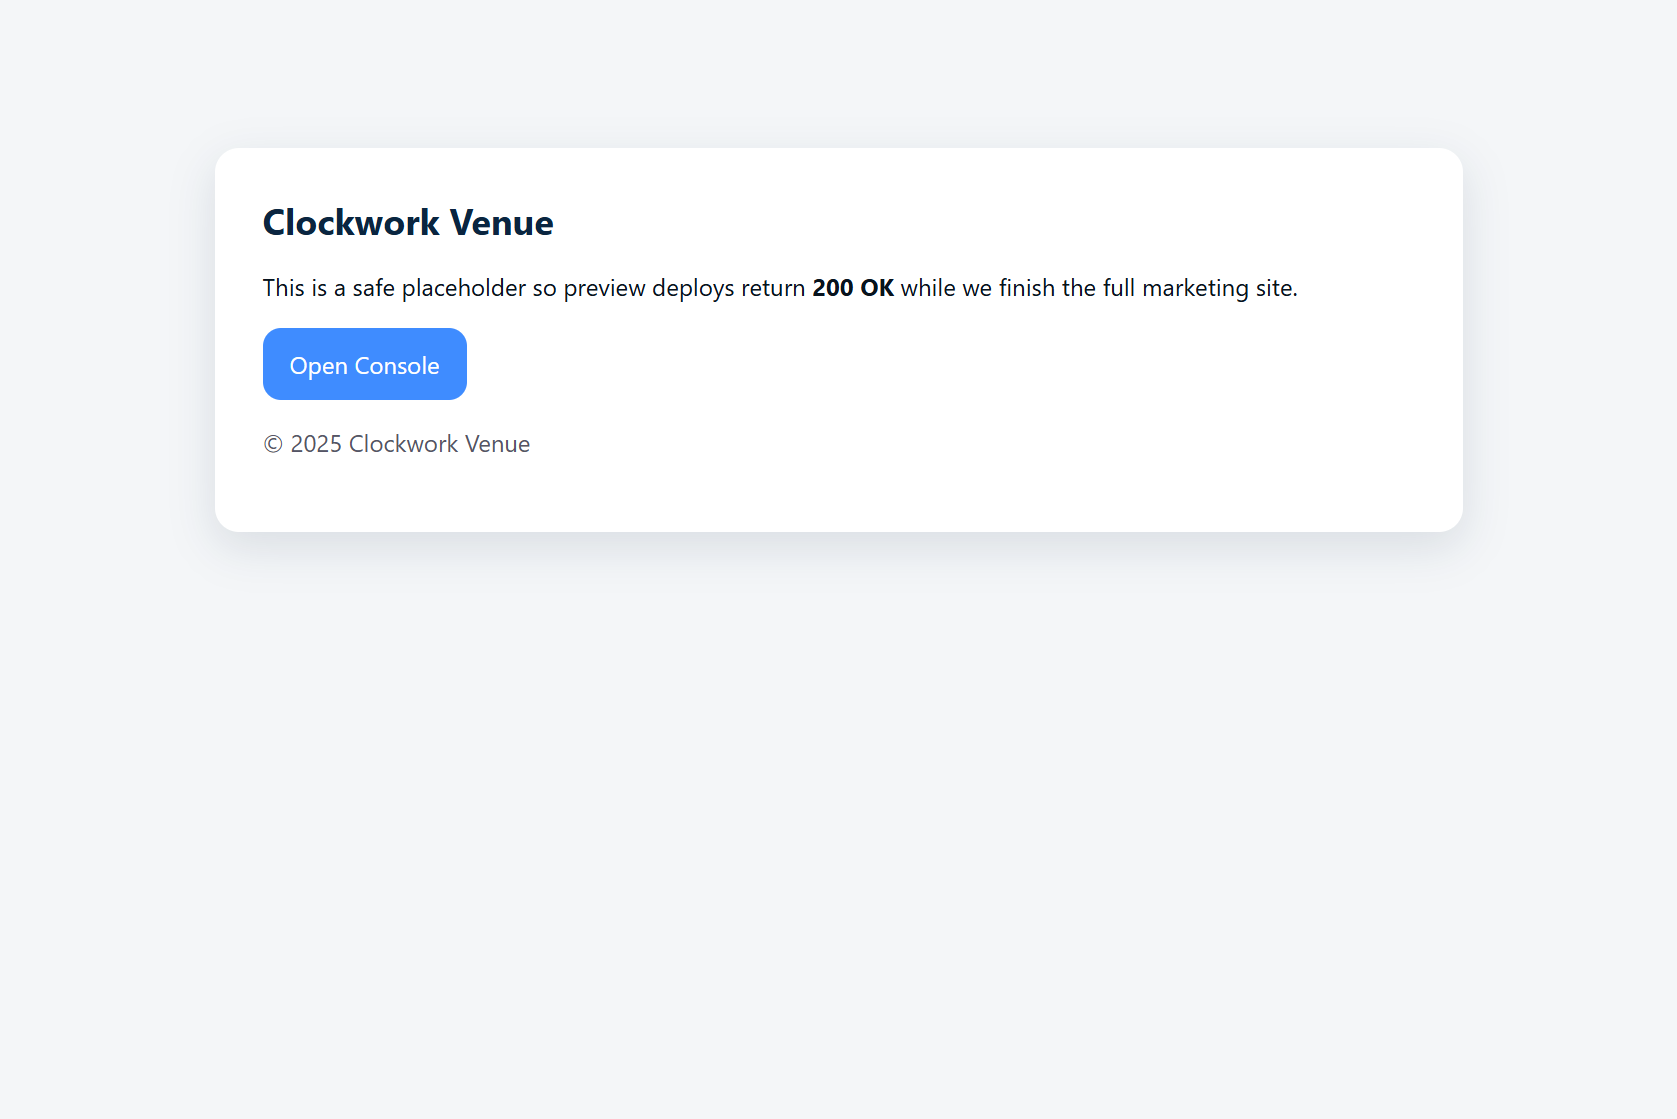 Clockwork Venue
This is a safe placeholder so preview deploys return 200 OK while we finish the full marketing site.
Open Console
© 2025 Clockwork Venue